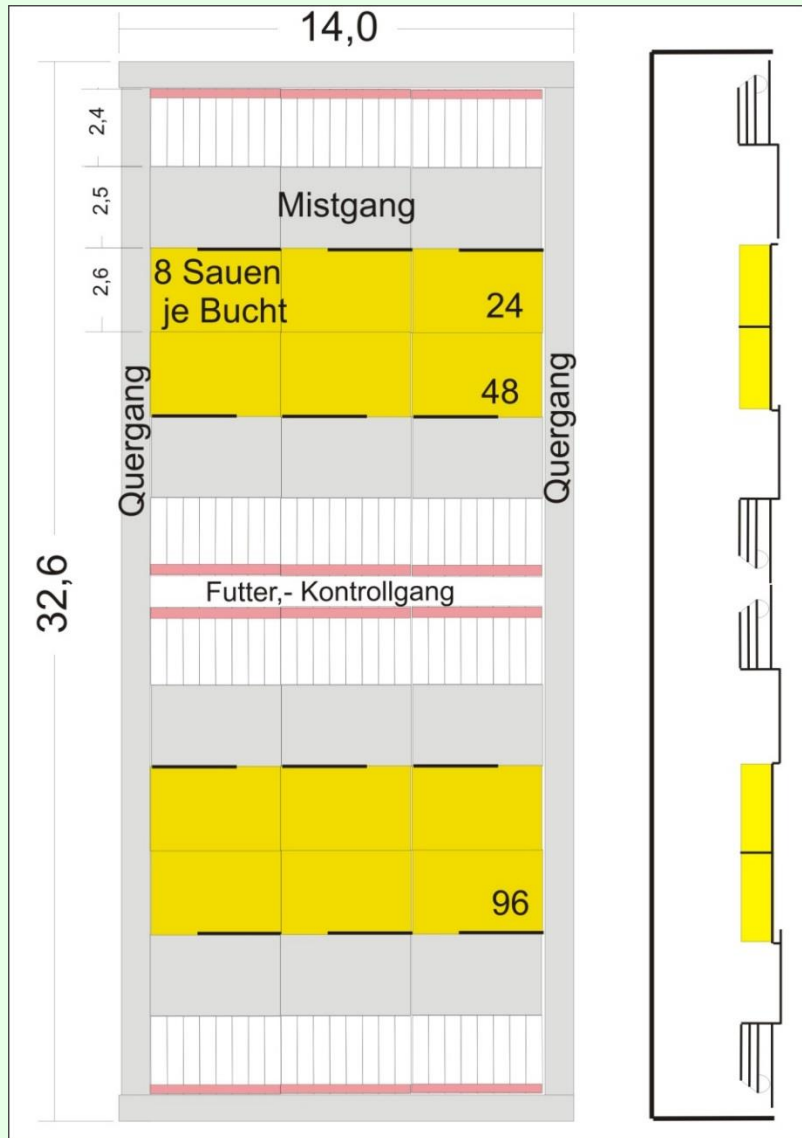 14,0
2,4
2,5
Mistgang
2,6
8 Sauen
je Bucht
24
48
Quergang
Quergang
32,6
Futter,- Kontrollgang
96